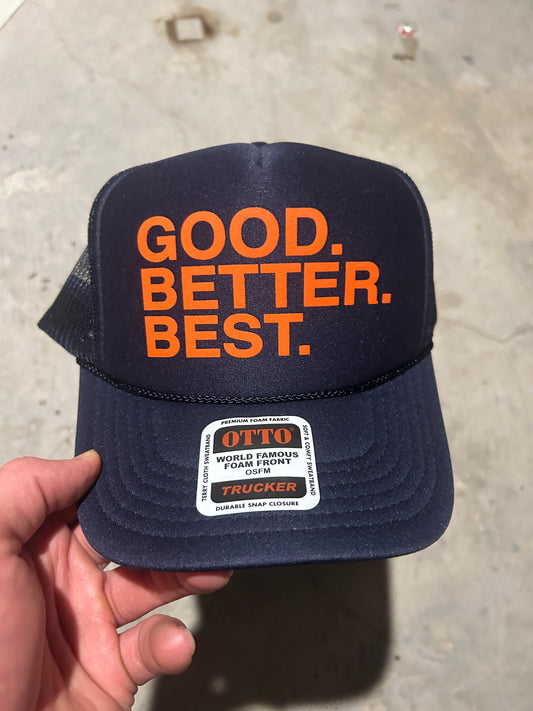 GOOD.
BETTER.
BEST.
PREMIUM FOAM FABRIC
OTTO
WORLD FAMOUS
FOAM FRONT
OSFM
TRUCKER
DURABLE SNAP CLOSURE
TERRY CLOTH SWEATBAND
SOFT & COMFY SWEATBAND